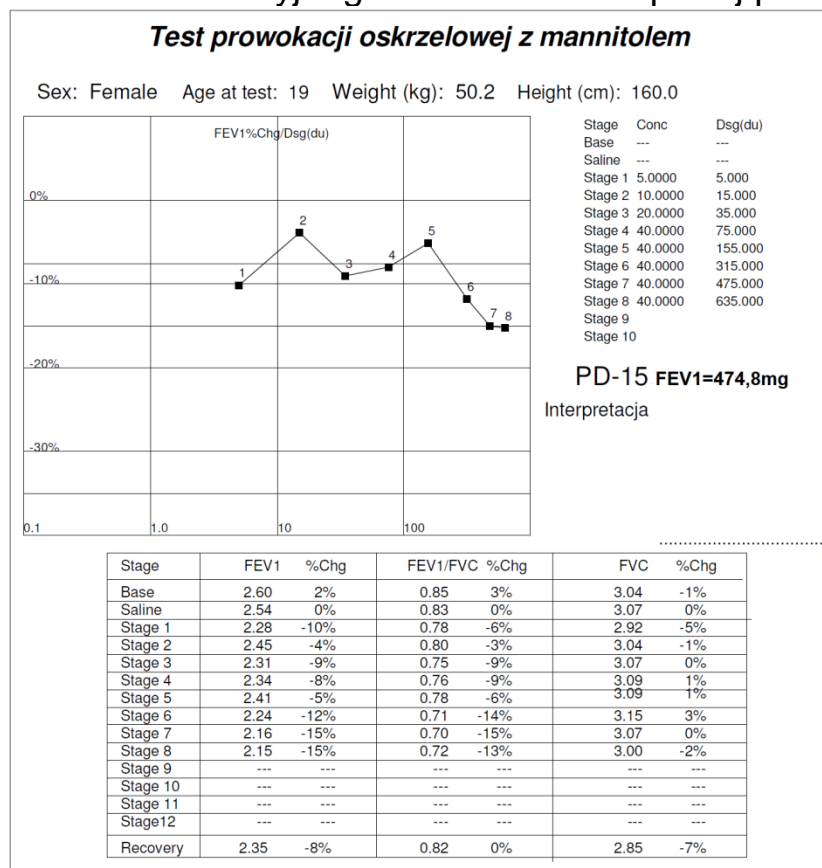 Test prowokacji oskrzelowej z mannitolem
Sex: Female Age at test: 19 Weight (kg): 50.2 Height (cm): 160.0
FEV1%Chg/Dsg(du)
0%
-10%
-20%
-30%
0.1 1.0 10 100
1 2 3 4 5 6 7 8
Stage Conc Dsg(du)
Base --- ---
Saline --- ---
Stage 1 5.0000 5.000
Stage 2 10.0000 15.000
Stage 3 20.0000 35.000
Stage 4 40.0000 75.000
Stage 5 40.0000 155.000
Stage 6 40.0000 315.000
Stage 7 40.0000 475.000
Stage 8 40.0000 635.000
Stage 9
Stage 10
PD-15 FEV1=474,8mg
Interpretacja
Stage FEV1 %Chg FEV1/FVC %Chg FVC %Chg
Base 2.60 2% 0.85 3% 3.04 -1%
Saline 2.54 0% 0.83 0% 3.07 0%
Stage 1 2.28 -10% 0.78 -6% 2.92 -5%
Stage 2 2.45 -4% 0.80 -3% 3.04 -1%
Stage 3 2.31 -9% 0.75 -9% 3.07 0%
Stage 4 2.34 -8% 0.76 -9% 3.09 1%
Stage 5 2.41 -5% 0.78 -6% 3.09 1%
Stage 6 2.24 -12% 0.71 -14% 3.15 3%
Stage 7 2.16 -15% 0.70 -15% 3.07 0%
Stage 8 2.15 -15% 0.72 -13% 3.00 -2%
Stage 9 --- --- --- --- --- ---
Stage 10 --- --- --- --- --- ---
Stage 11 --- --- --- --- --- ---
Stage12 --- --- --- --- --- ---
Recovery 2.35 -8% 0.82 0% 2.85 -7%